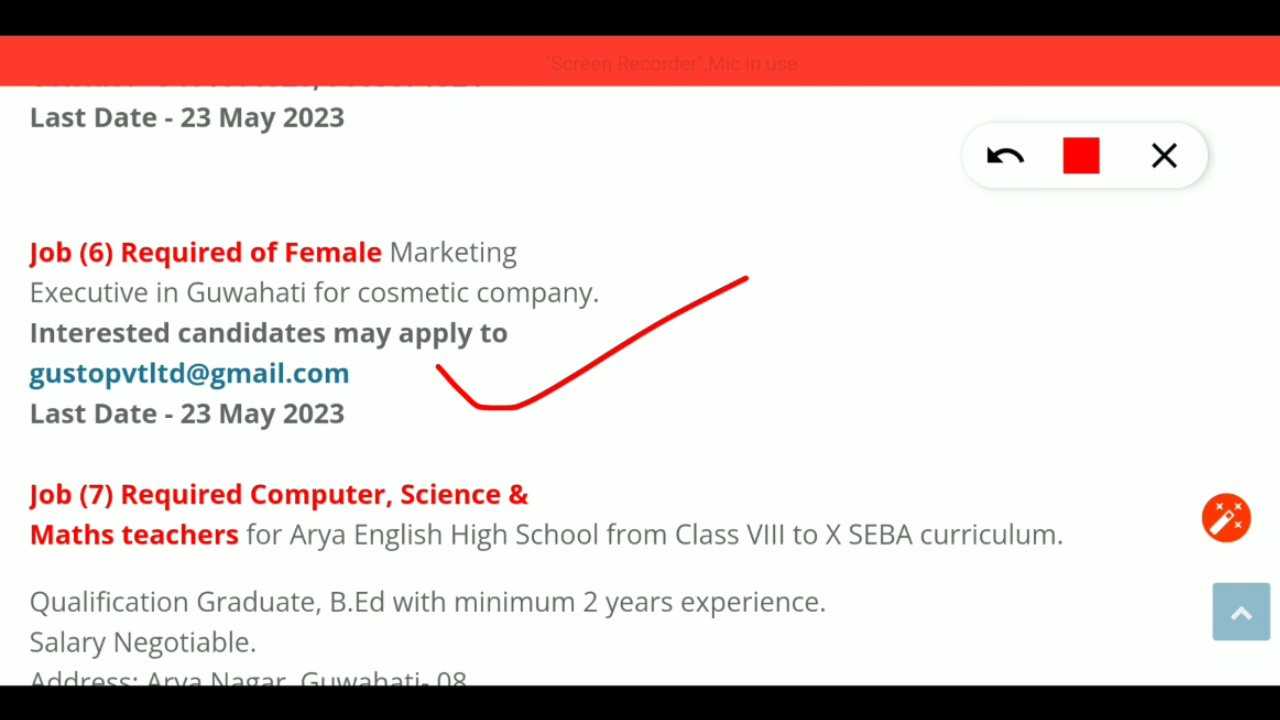 "Screen Recorder",Mic in use
Last Date - 23 May 2023
Job (6) Required of Female Marketing
Executive in Guwahati for cosmetic company.
Interested candidates may apply to
gustopvtltd@gmail.com
Last Date - 23 May 2023
Job (7) Required Computer, Science &
Maths teachers for Arya English High School from Class VIII to X SEBA curriculum.
Qualification Graduate, B.Ed with minimum 2 years experience.
Salary Negotiable.
Address: Arya Nagar, Guwahati- 08